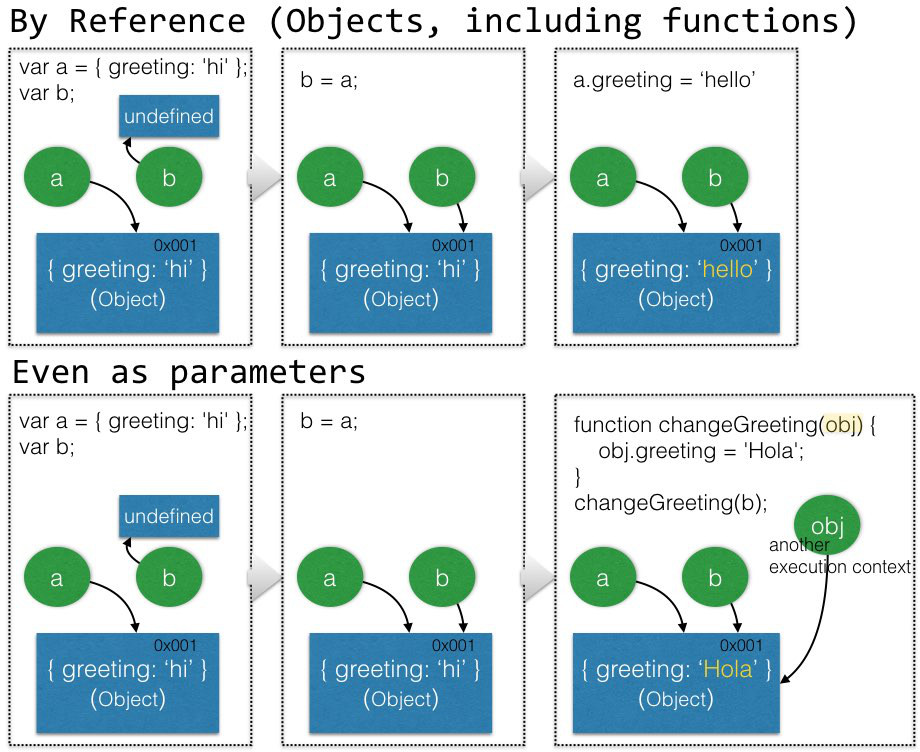 By Reference (Objects, including functions)
var a = { greeting: 'hi' };
var b;
undefined
a
b
0x001
{ greeting: ‘hi’ }
(Object)
b = a;
a
b
0x001
{ greeting: ‘hi’ }
(Object)
a.greeting = ‘hello’
a
b
0x001
{ greeting: ‘hello’ }
(Object)
Even as parameters
var a = { greeting: 'hi' };
var b;
undefined
a
b
0x001
{ greeting: ‘hi’ }
(Object)
b = a;
a
b
0x001
{ greeting: ‘hi’ }
(Object)
function changeGreeting(obj) {
obj.greeting = 'Hola';
}
changeGreeting(b);
obj
another
execution context
a
b
0x001
{ greeting: ‘Hola’ }
(Object)